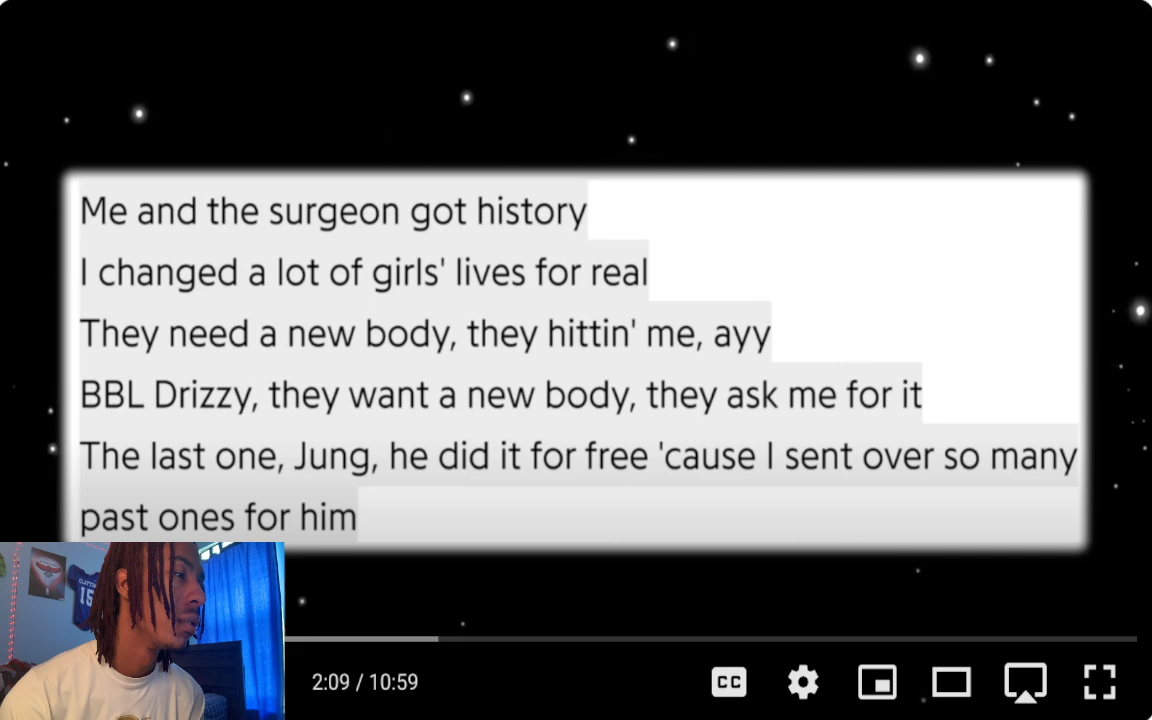 Me and the surgeon got history
I changed a lot of girls' lives for real
They need a new body, they hittin' me, ayy
BBL Drizzy, they want a new body, they ask me for it
The last one, Jung, he did it for free 'cause I sent over so many
past ones for him
CLAYTON
15
2:09 / 10:59
CC